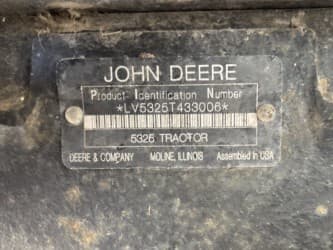 JOHN DEERE
Product Identification Number
*LV5325T433006*
5325 TRACTOR
DEERE & COMPANY MOLINE, ILLINOIS Assembled in USA